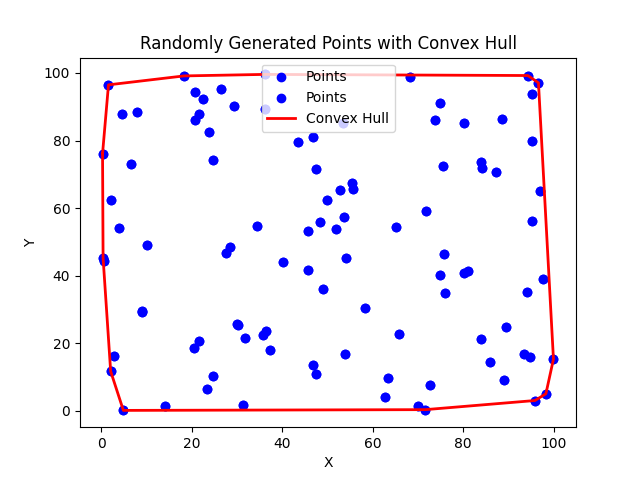 Randomly Generated Points with Convex Hull
Points
Points
Convex Hull
100
80
60
40
20
0
Y
0 20 40 60 80 100
X